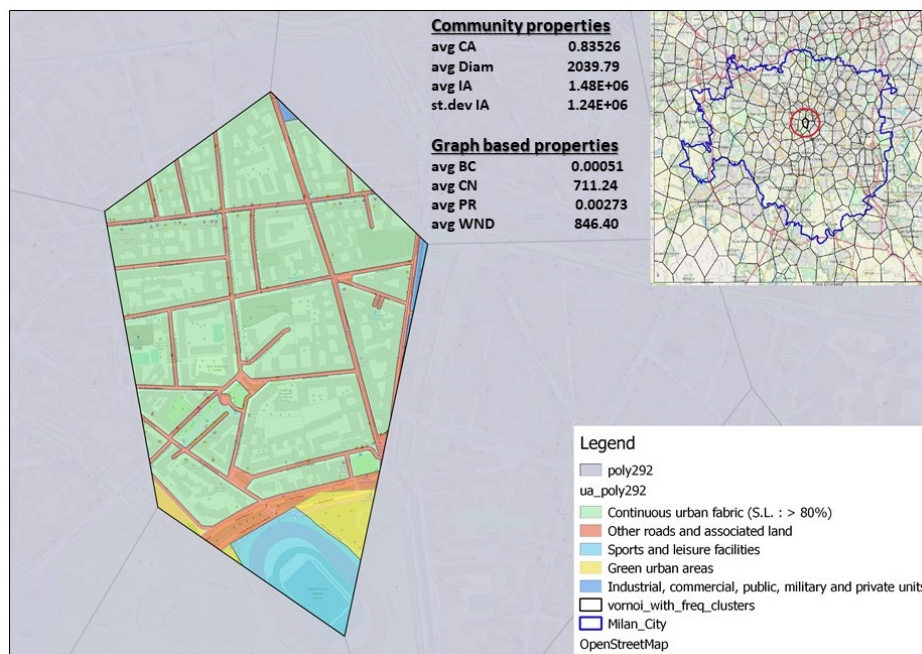 Community properties
avg CA 0.83526
avg Diam 2039.79
avg IA 1.48E+06
st.dev IA 1.24E+06
Graph based properties
avg BC 0.00051
avg CN 711.24
avg PR 0.00273
avg WND 846.40
Legend
poly292
ua_poly292
Continuous urban fabric (S.L. : > 80%)
Other roads and associated land
Sports and leisure facilities
Green urban areas
Industrial, commercial, public, military and private units
vornoi_with_freq_clusters
Milan_City
OpenStreetMap